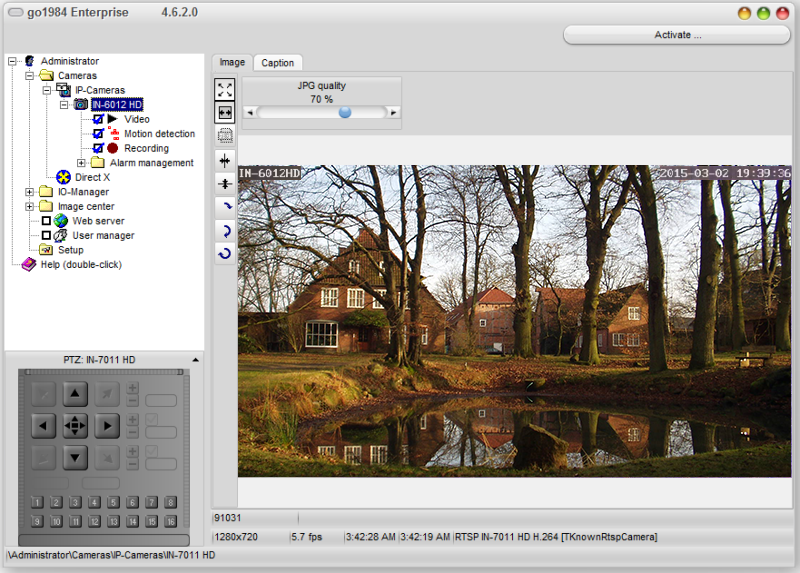 go1984 Enterprise 4.6.2.0
Activate ...
Administrator
Cameras
IP-Cameras
IN-6012 HD
Video
Motion detection
Recording
Alarm management
Direct X
IO-Manager
Image center
Web server
User manager
Setup
Help (double-click)
PTZ: IN-7011 HD
1 2 3 4 5 6 7 8
9 10 11 12 13 14 15 16
Image Caption
JPG quality
70 %
IN-6012HD 2015-03-02 19:39:36
91031
1280x720 5.7 fps 3:42:28 AM 3:42:19 AM RTSP IN-7011 HD H.264 [TKnownRtspCamera]
\Administrator\Cameras\IP-Cameras\IN-7011 HD